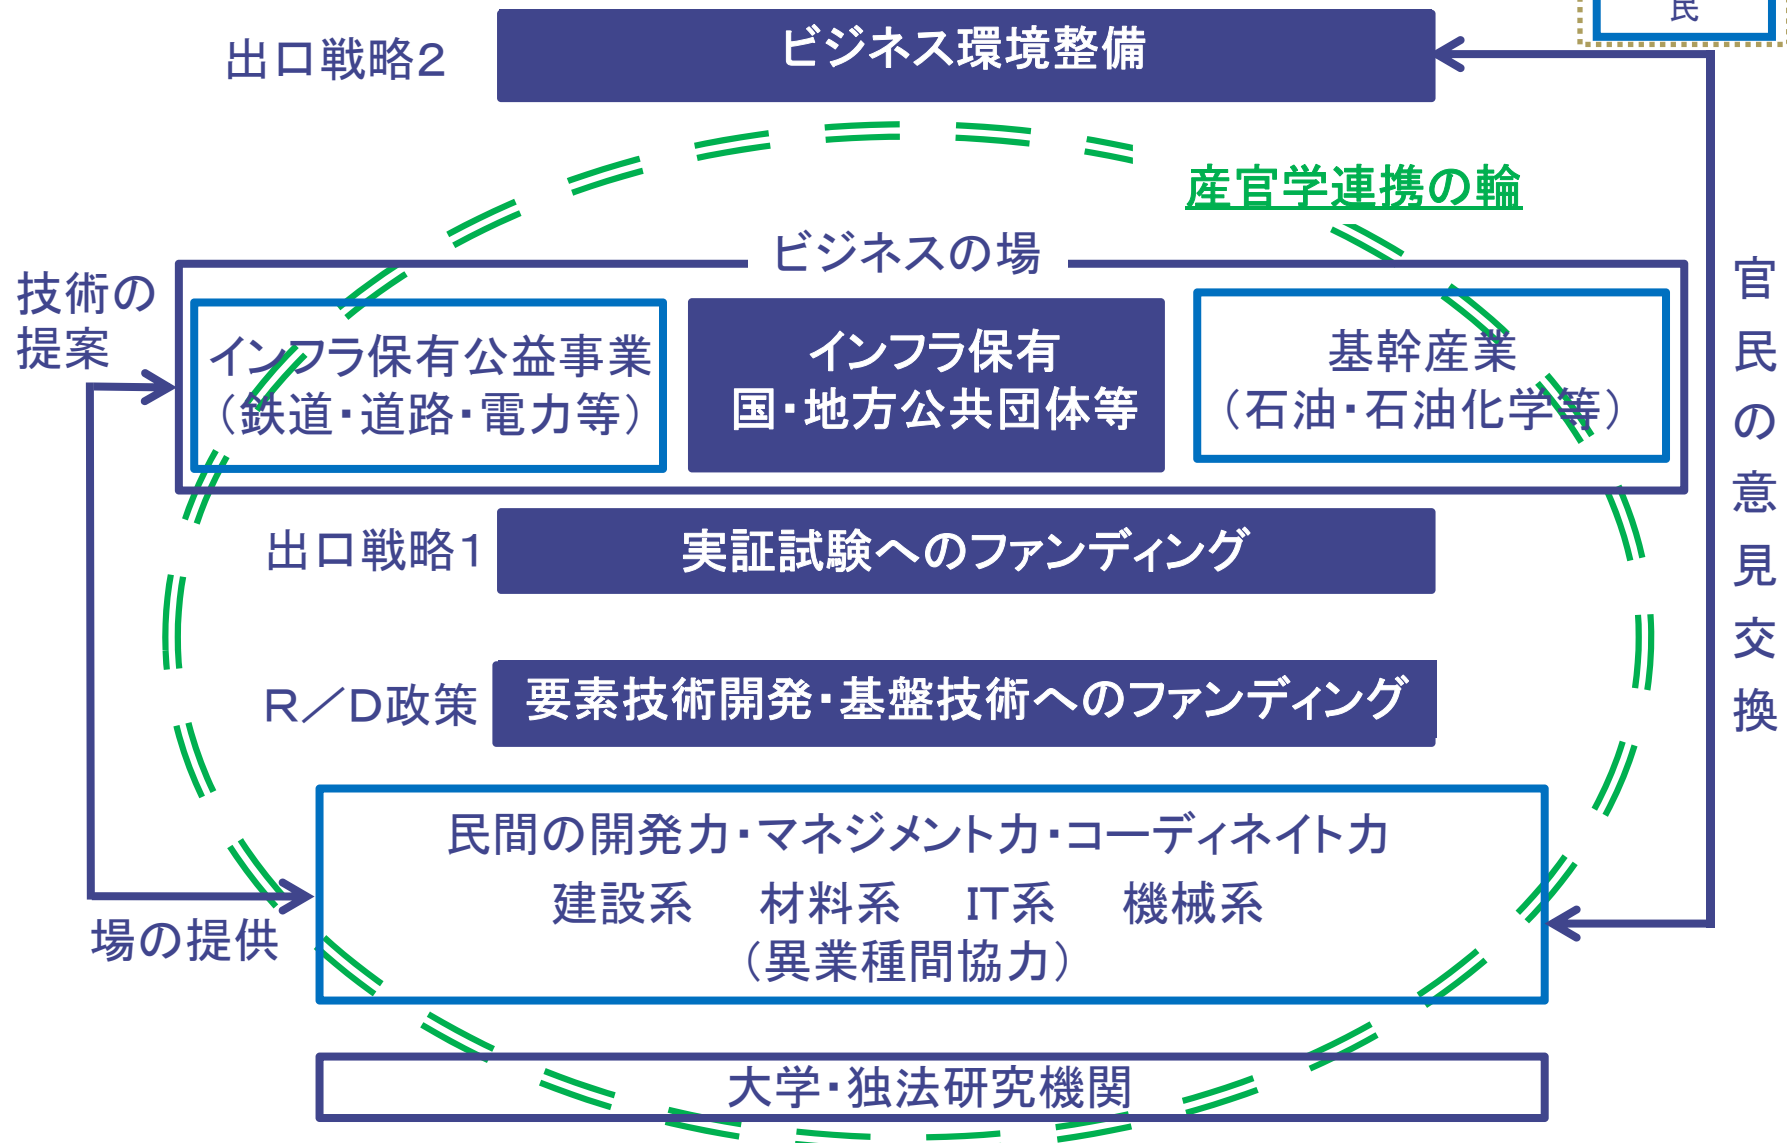 民
出口戦略２
ビジネス環境整備
産官学連携の輪
ビジネスの場
技術の
提案
インフラ保有公益事業
（鉄道・道路・電力等）
インフラ保有
国・地方公共団体等
基幹産業
（石油・石油化学等）
官民の意見交換
出口戦略１
実証試験へのファンディング
Ｒ／Ｄ政策
要素技術開発・基盤技術へのファンディング
民間の開発力・マネジメント力・コーディネイト力
建設系　材料系　IT系　機械系
（異業種間協力）
場の提供
大学・独法研究機関